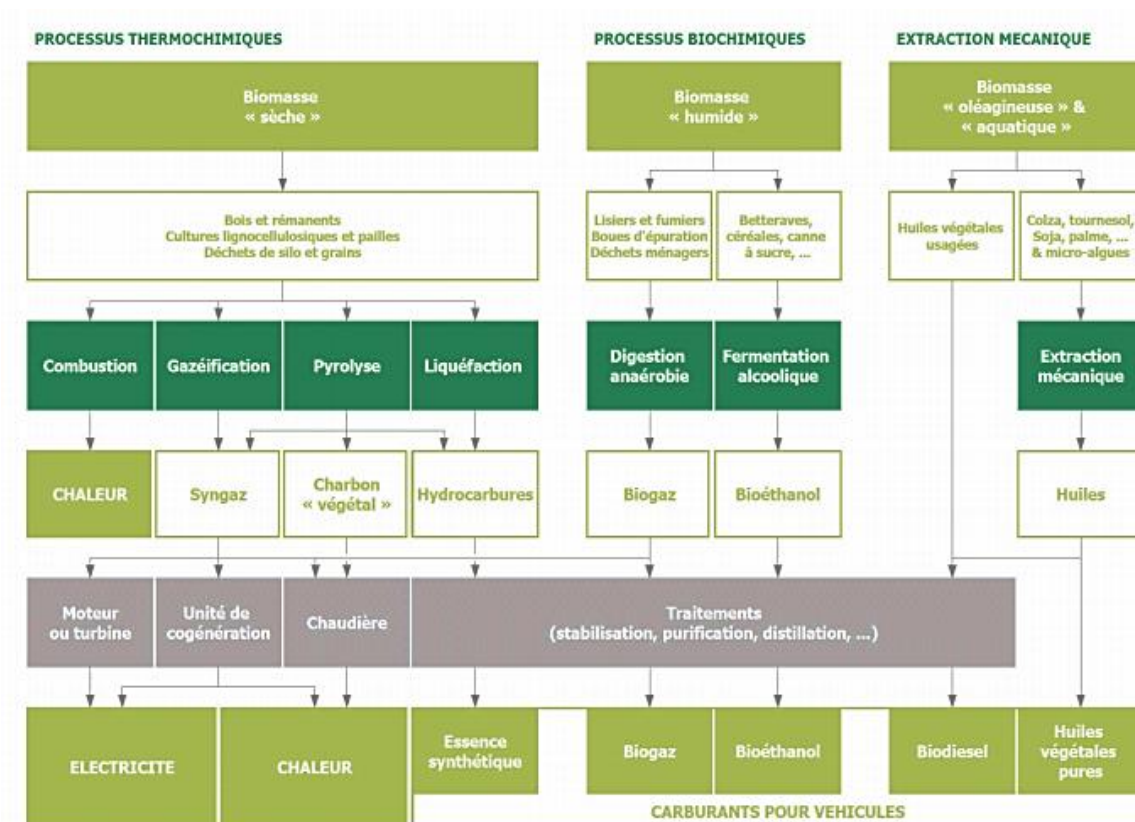 PROCESSUS THERMOCHIMIQUES
PROCESSUS BIOCHIMIQUES
EXTRACTION MECANIQUE
Biomasse
« sèche »
Biomasse
« humide »
Biomasse
« oléagineuse » &
« aquatique »
Bois et rémanents
Cultures lignocellulosiques et pailles
Déchets de silo et grains
Lisiers et fumiers
Boues d'épuration
Déchets ménagers
Betteraves,
céréales, canne
à sucre, ...
Huiles végétales
usagées
Colza, tournesol,
Soja, palme, ...
& micro-algues
Combustion
Gazéification
Pyrolyse
Liquéfaction
Digestion
anaérobie
Fermentation
alcoolique
Extraction
mécanique
CHALEUR
Syngaz
Charbon
« végétal »
Hydrocarbures
Biogaz
Bioéthanol
Huiles
Moteur
ou turbine
Unité de
cogénération
Chaudière
Traitements
(stabilisation, purification, distillation, ...)
ELECTRICITE
CHALEUR
Essence
synthétique
Biogaz
Bioéthanol
Biodiesel
Huiles
végétales
pures
CARBURANTS POUR VEHICULES